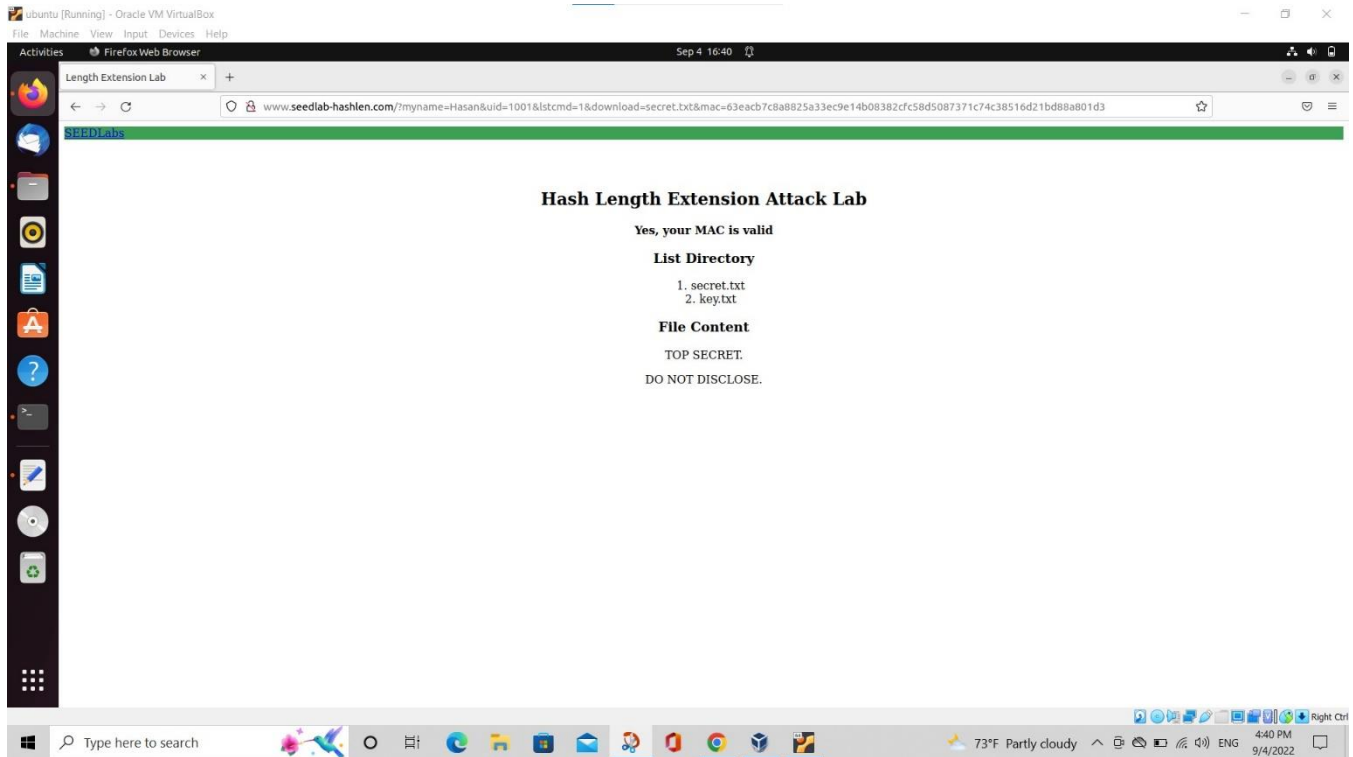 ubuntu [Running] - Oracle VM VirtualBox
File Machine View Input Devices Help
Activities Firefox Web Browser Sep 4 16:40
Length Extension Lab
www.seedlab-hashlen.com/?myname=Hasan&uid=1001&lstcmd=1&download=secret.txt&mac=63eacb7c8a8825a33ec9e14b08382cfc58d5087371c74c38516d21bd88a801d3
SEEDLabs
Hash Length Extension Attack Lab
Yes, your MAC is valid
List Directory
1. secret.txt
2. key.txt
File Content
TOP SECRET.
DO NOT DISCLOSE.
Right Ctrl
Type here to search 73°F Partly cloudy ENG 4:40 PM
9/4/2022